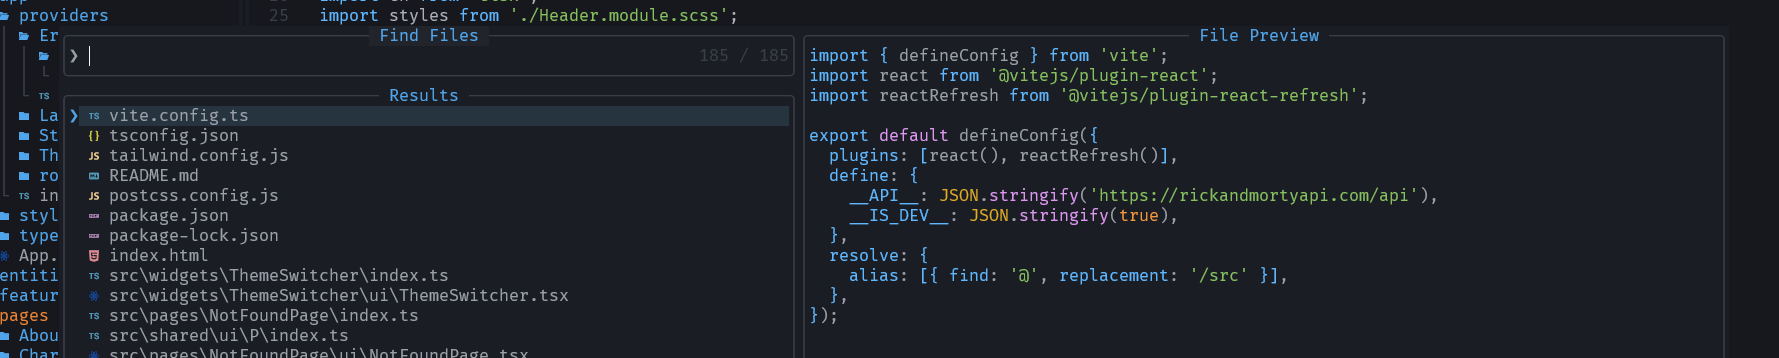 providers
Er
La
St
Th
ro
in
styl
type
App.
entiti
featur
pages
Abou
Char
25 import styles from './Header.module.scss';
Find Files
❯ 185 / 185
Results
❯ TS vite.config.ts
{} tsconfig.json
JS tailwind.config.js
README.md
JS postcss.config.js
package.json
package-lock.json
index.html
TS src\widgets\ThemeSwitcher\index.ts
src\widgets\ThemeSwitcher\ui\ThemeSwitcher.tsx
TS src\pages\NotFoundPage\index.ts
TS src\shared\ui\P\index.ts
src\pages\NotFoundPage\ui\NotFoundPage.tsx
File Preview
import { defineConfig } from 'vite';
import react from '@vitejs/plugin-react';
import reactRefresh from '@vitejs/plugin-react-refresh';
export default defineConfig({
plugins: [react(), reactRefresh()],
define: {
__API__: JSON.stringify('https://rickandmortyapi.com/api'),
__IS_DEV__: JSON.stringify(true),
},
resolve: {
alias: [{ find: '@', replacement: '/src' }],
},
});